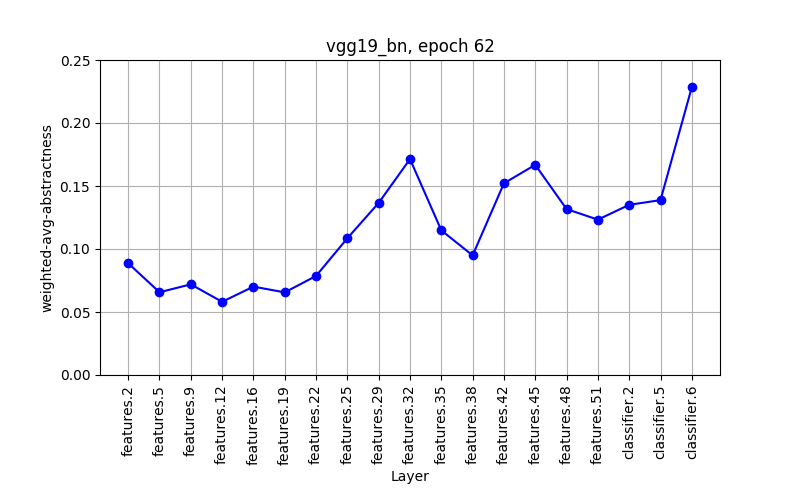 vgg19_bn, epoch 62
weighted-avg-abstractness
0.25
0.20
0.15
0.10
0.05
0.00
features.2
features.5
features.9
features.12
features.16
features.19
features.22
features.25
features.29
features.32
features.35
features.38
features.42
features.45
features.48
features.51
classifier.2
classifier.5
classifier.6
Layer